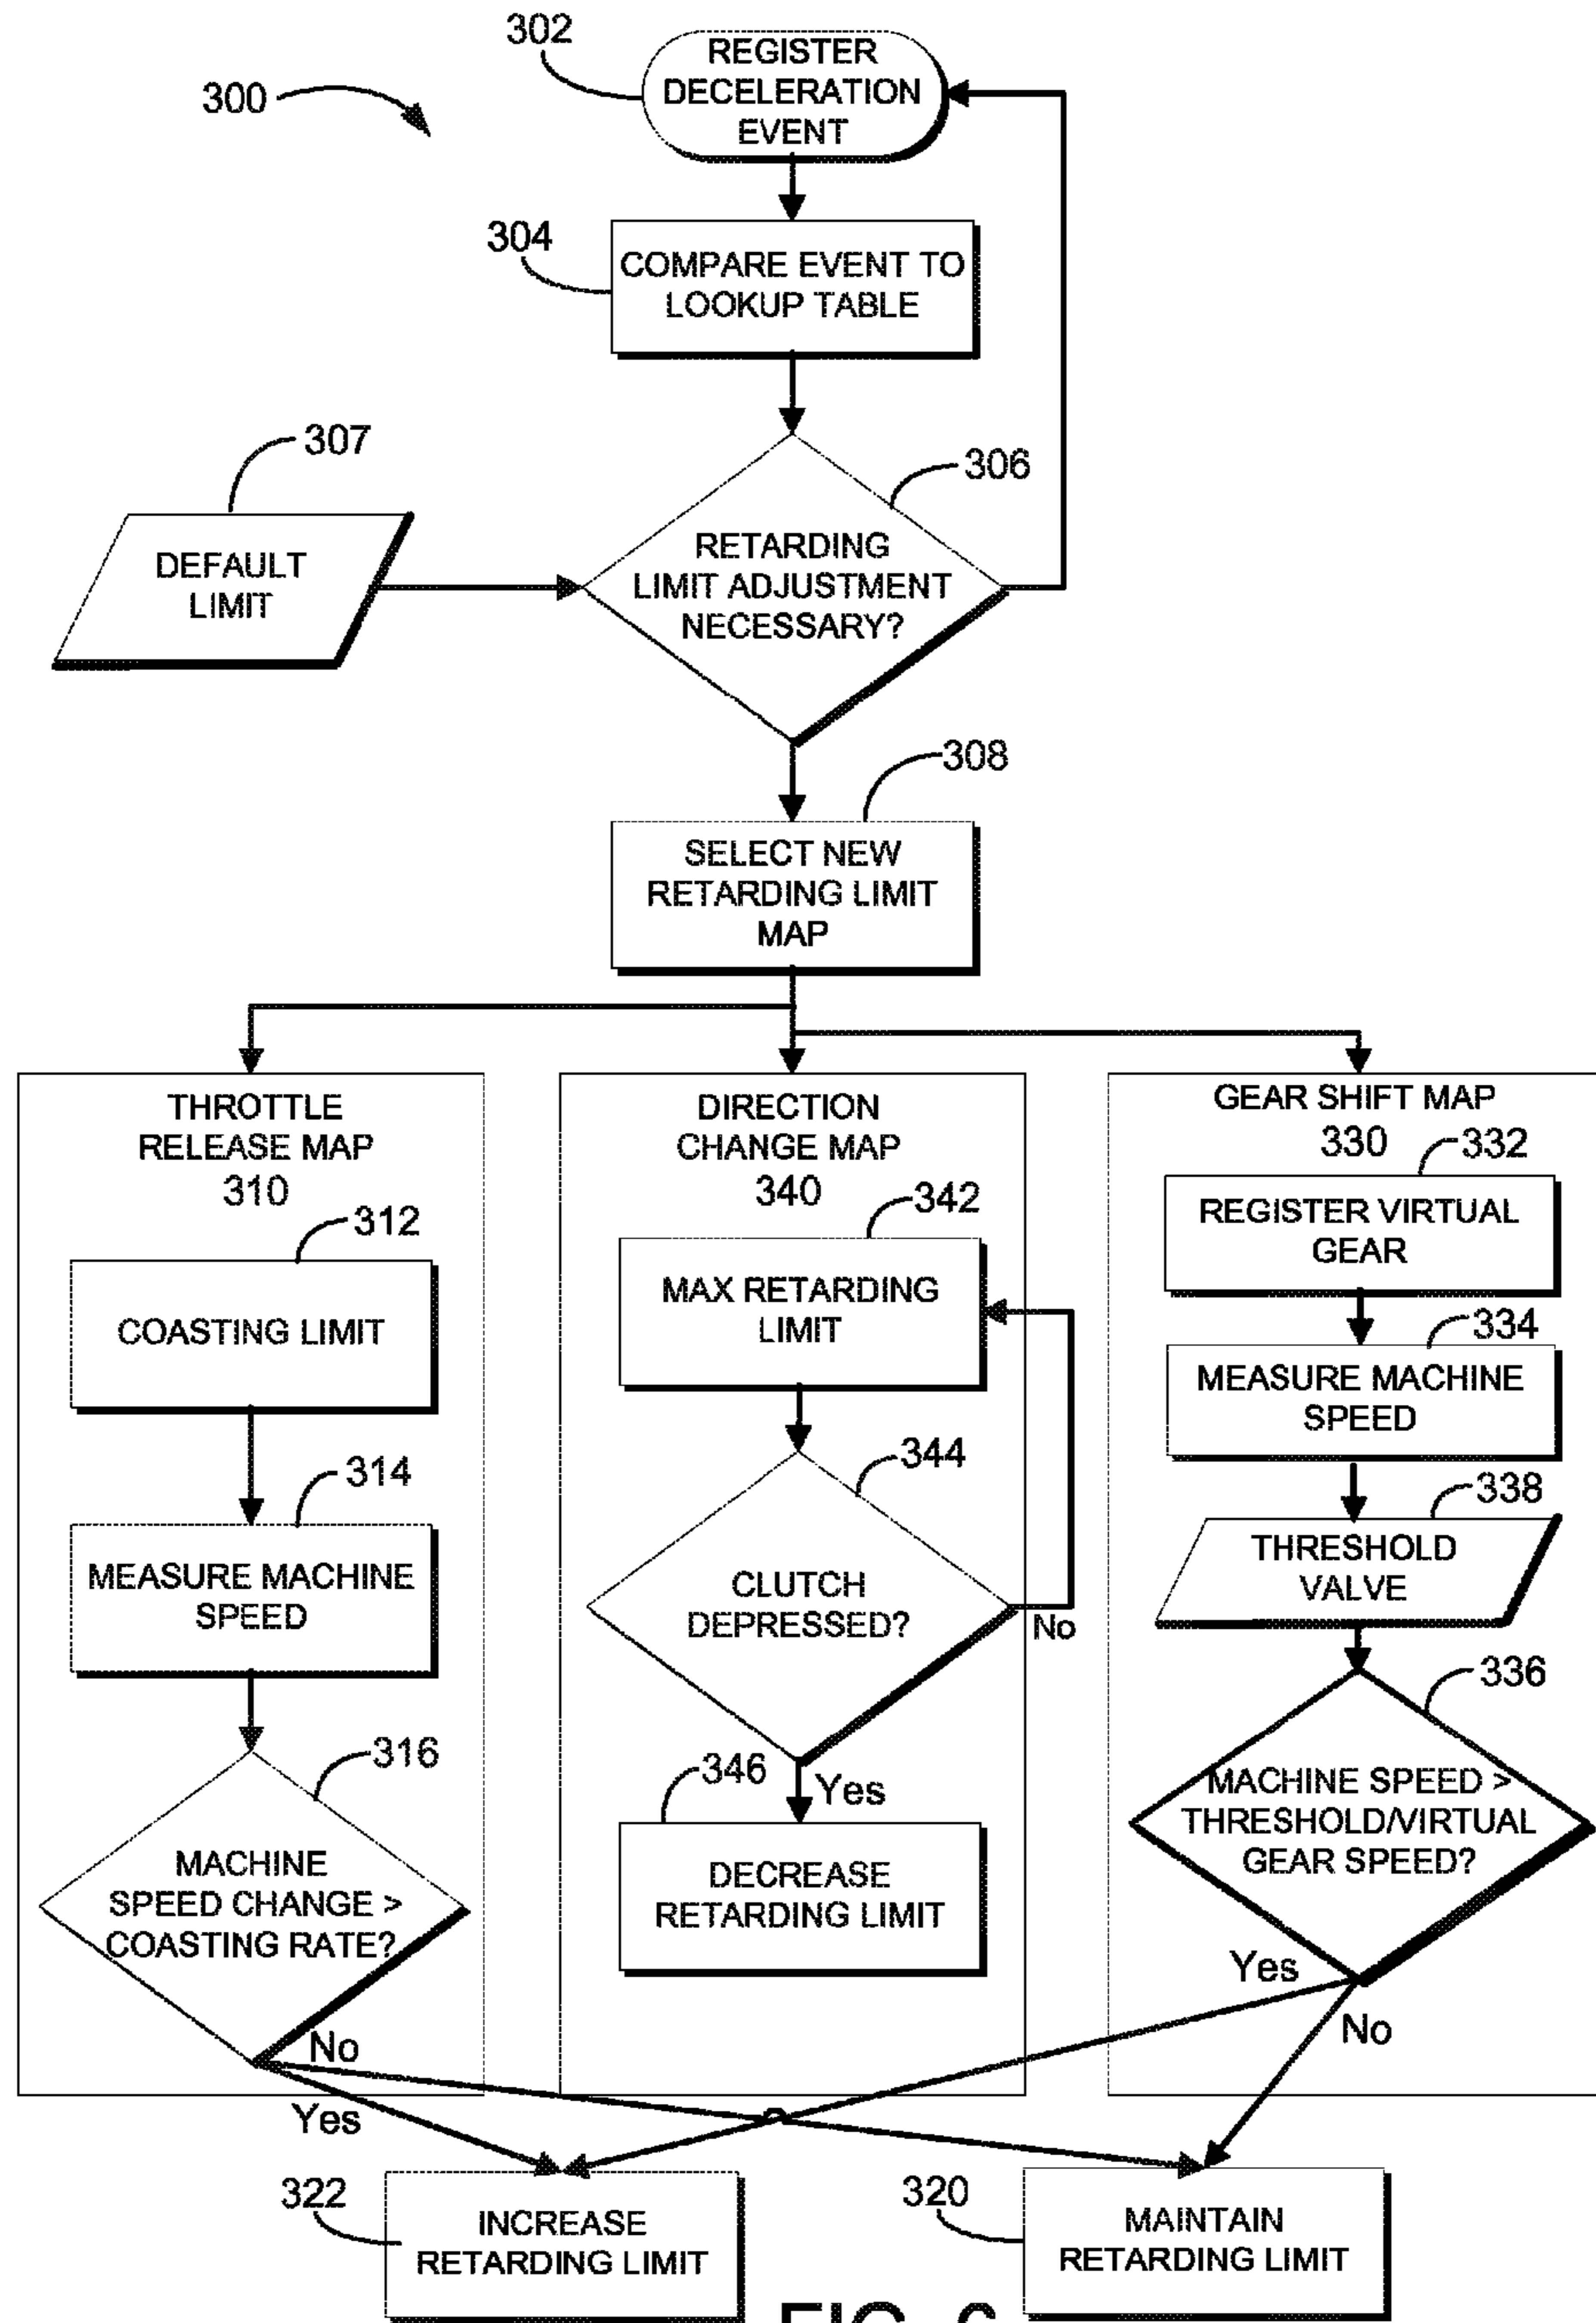 302
REGISTER
DECELERATION
EVENT
300
304
COMPARE EVENT TO
LOOKUP TABLE
307
306
DEFAULT
LIMIT
RETARDING
LIMIT ADJUSTMENT
NECESSARY?
308
SELECT NEW
RETARDING LIMIT
MAP
THROTTLE
RELEASE MAP
310
312
COASTING LIMIT
314
MEASURE MACHINE
SPEED
316
MACHINE
SPEED CHANGE >
COASTING RATE?
No
Yes
DIRECTION
CHANGE MAP
340
342
MAX RETARDING
LIMIT
344
CLUTCH
DEPRESSED?
No
346
Yes
DECREASE
RETARDING LIMIT
GEAR SHIFT MAP
330
332
REGISTER VIRTUAL
GEAR
334
MEASURE MACHINE
SPEED
338
THRESHOLD
VALVE
336
MACHINE SPEED >
THRESHOLD/VIRTUAL
GEAR SPEED?
Yes
No
322
INCREASE
RETARDING LIMIT
320
MAINTAIN
RETARDING LIMIT
FIG. 6